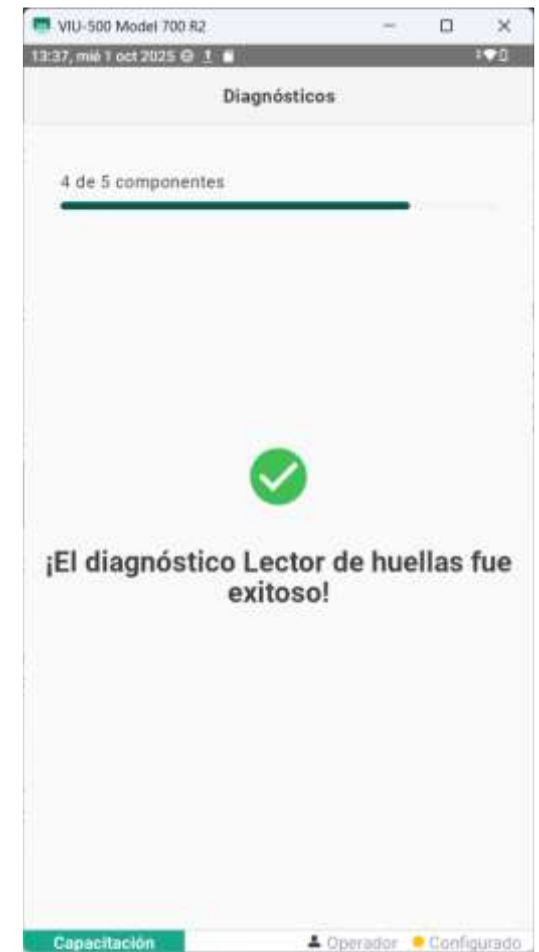 VIU-500 Model 700 R2
13:37, mié 1 oct 2025
Diagnósticos
4 de 5 componentes
¡El diagnóstico Lector de huellas fue
exitoso!
Capacitación Operador Configurado